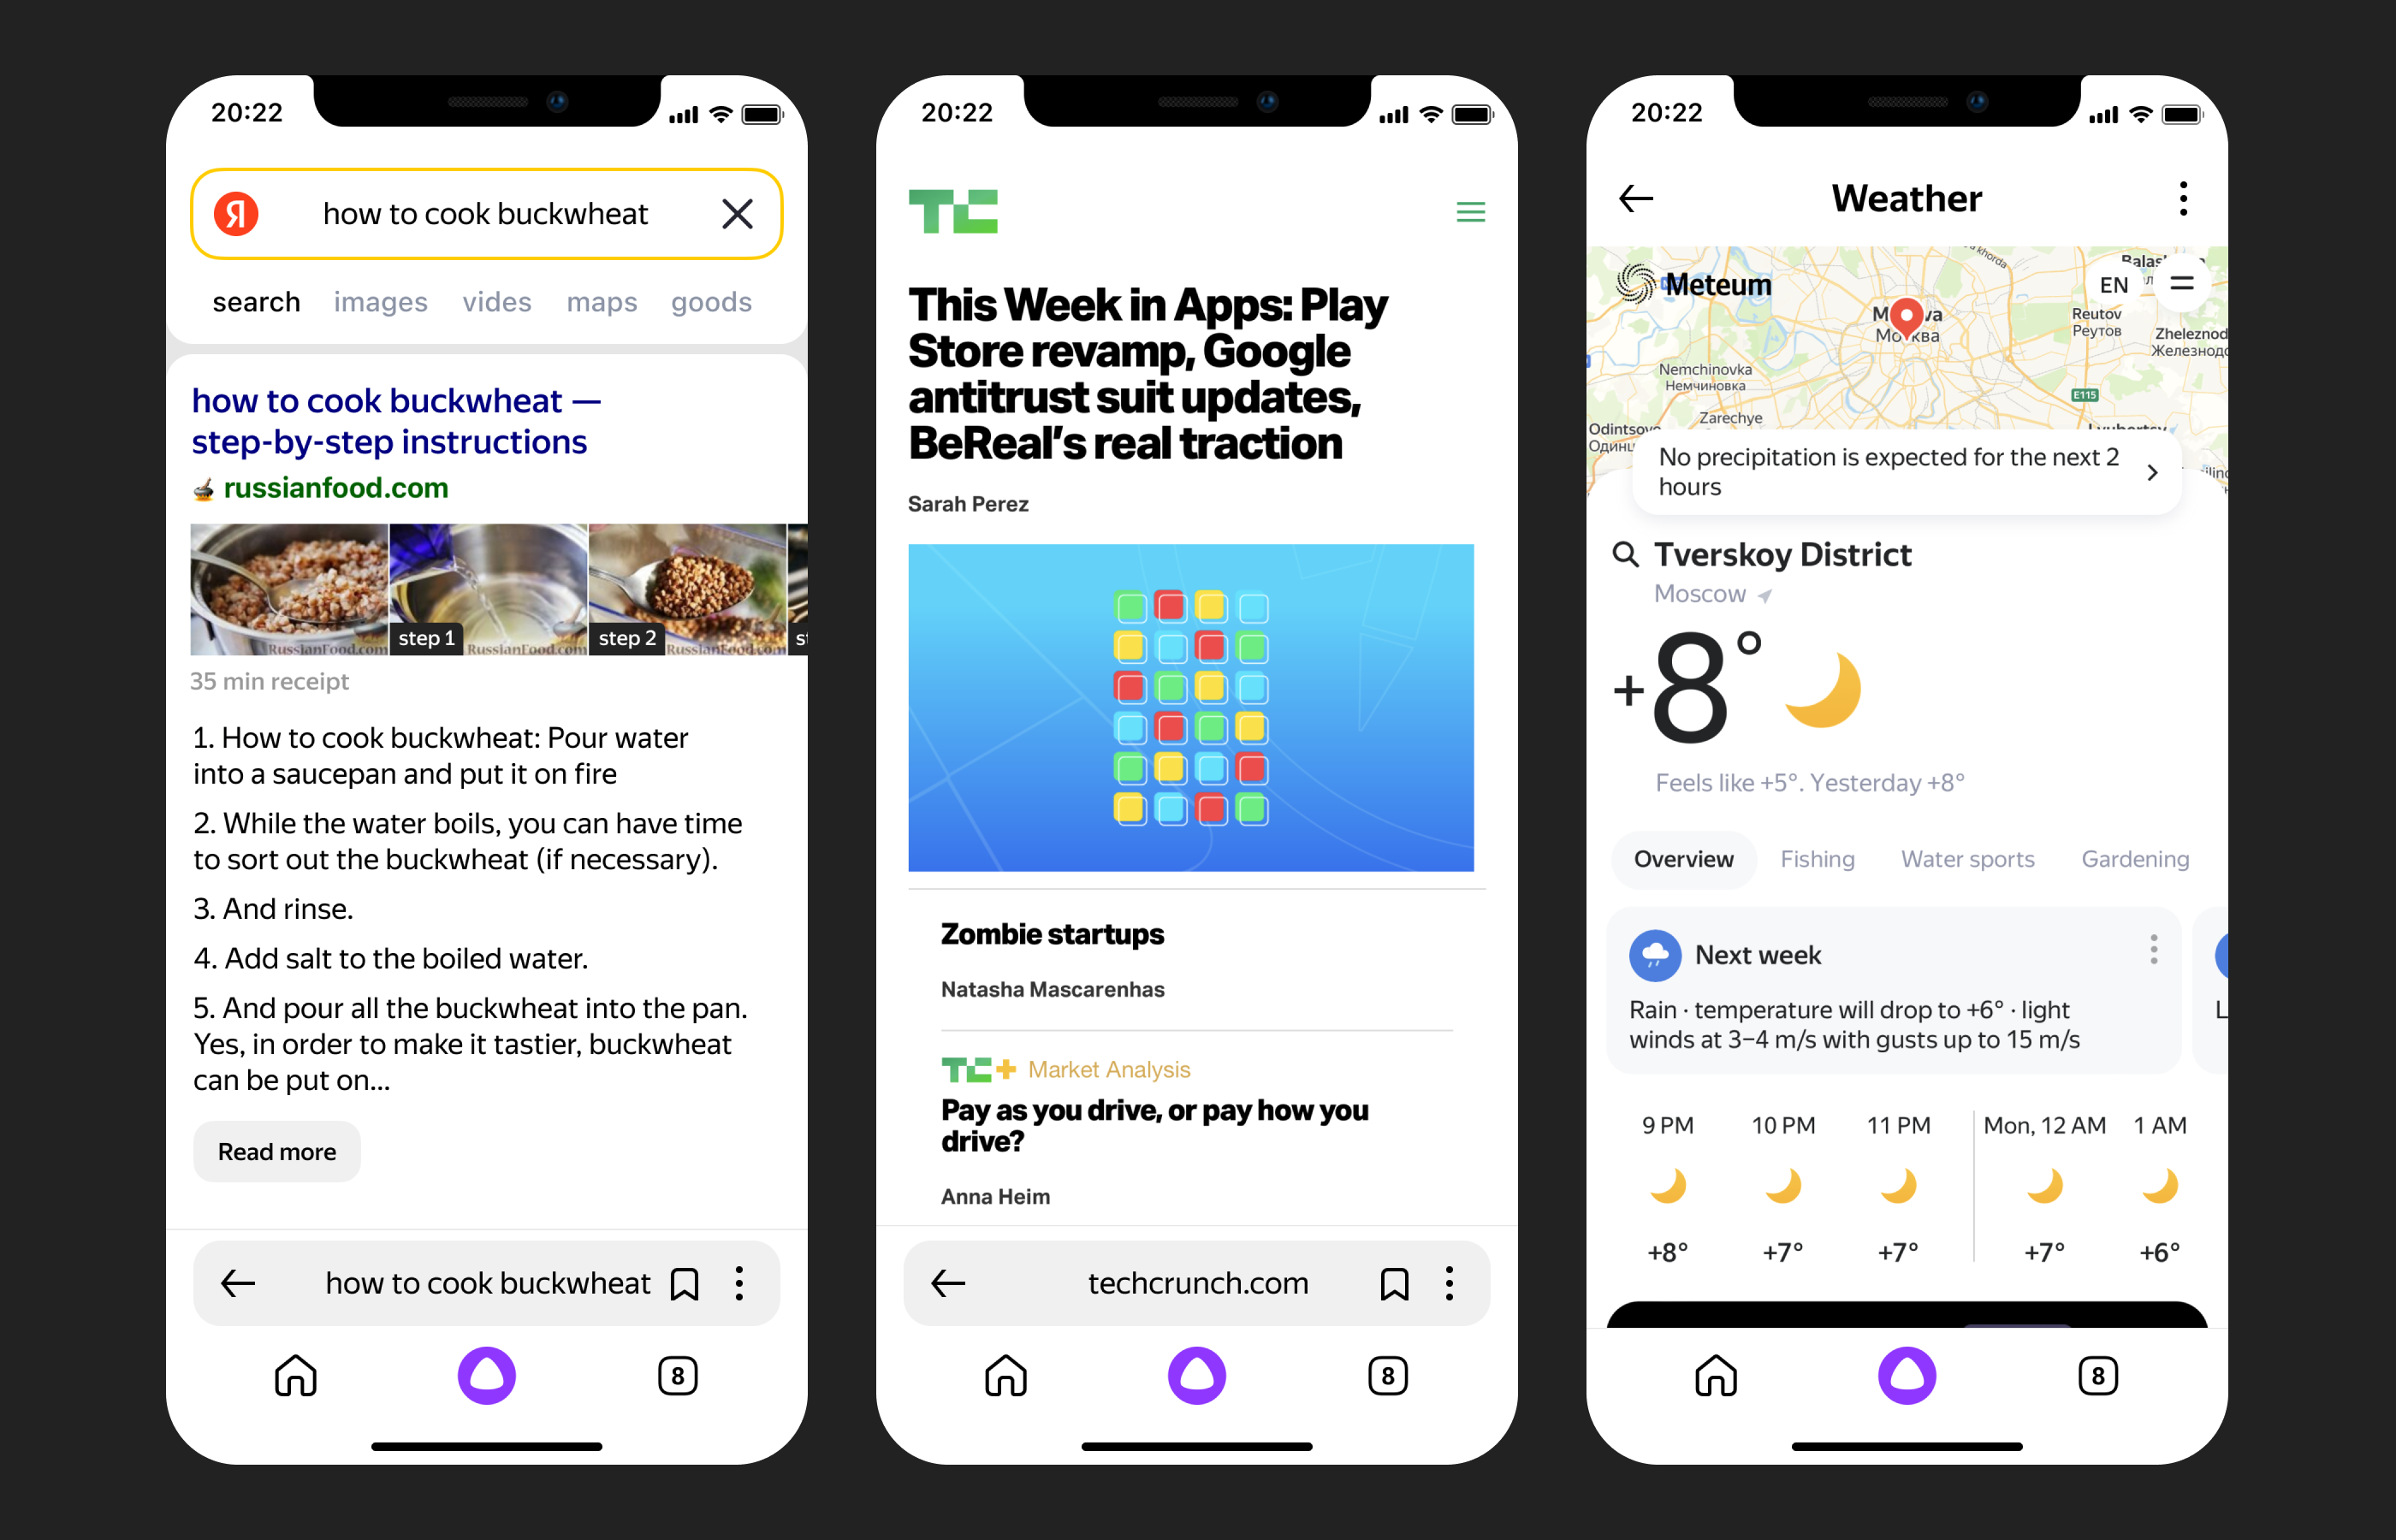 20:22
Я how to cook buckwheat
search images vides maps goods
how to cook buckwheat —
step-by-step instructions
russianfood.com
step 1 step 2 st
RussianFood.com RussianFood.com RussianFood.com
35 min receipt
1. How to cook buckwheat: Pour water
into a saucepan and put it on fire
2. While the water boils, you can have time
to sort out the buckwheat (if necessary).
3. And rinse.
4. Add salt to the boiled water.
5. And pour all the buckwheat into the pan.
Yes, in order to make it tastier, buckwheat
can be put on...
Read more
how to cook buckwheat
8
20:22
TC
This Week in Apps: Play
Store revamp, Google
antitrust suit updates,
BeReal's real traction
Sarah Perez
Zombie startups
Natasha Mascarenhas
TC+ Market Analysis
Pay as you drive, or pay how you
drive?
Anna Heim
techcrunch.com
8
20:22
Weather
khorda
Meteum
EN
Москва
Reutov
Реутов
Zheleznod
Железнодо
Nemchinovka
Немчиновка
E115
Zarechye
Odintsovo
No precipitation is expected for the next 2
hours
Tverskoy District
Moscow
+8°
Feels like +5°. Yesterday +8°
Overview Fishing Water sports Gardening
Next week
Rain · temperature will drop to +6° · light
winds at 3–4 m/s with gusts up to 15 m/s
L
9 PM 10 PM 11 PM Mon, 12 AM 1 AM
+8° +7° +7° +7° +6°
8